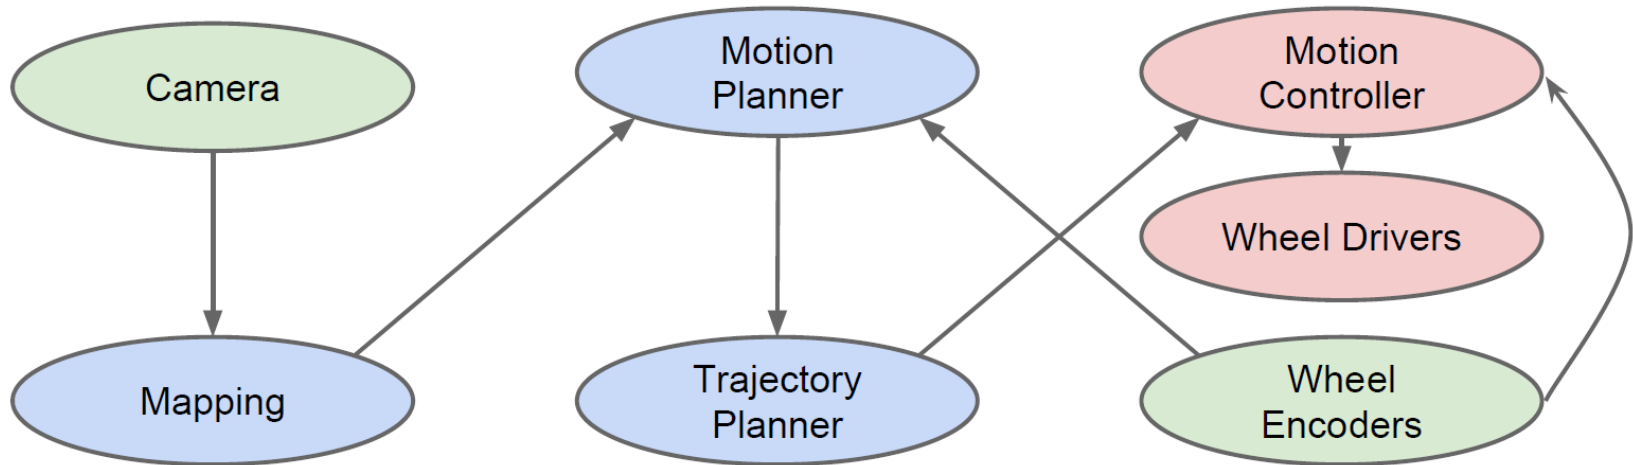 Camera
Motion
Planner
Motion
Controller
Wheel Drivers
Mapping
Trajectory
Planner
Wheel
Encoders